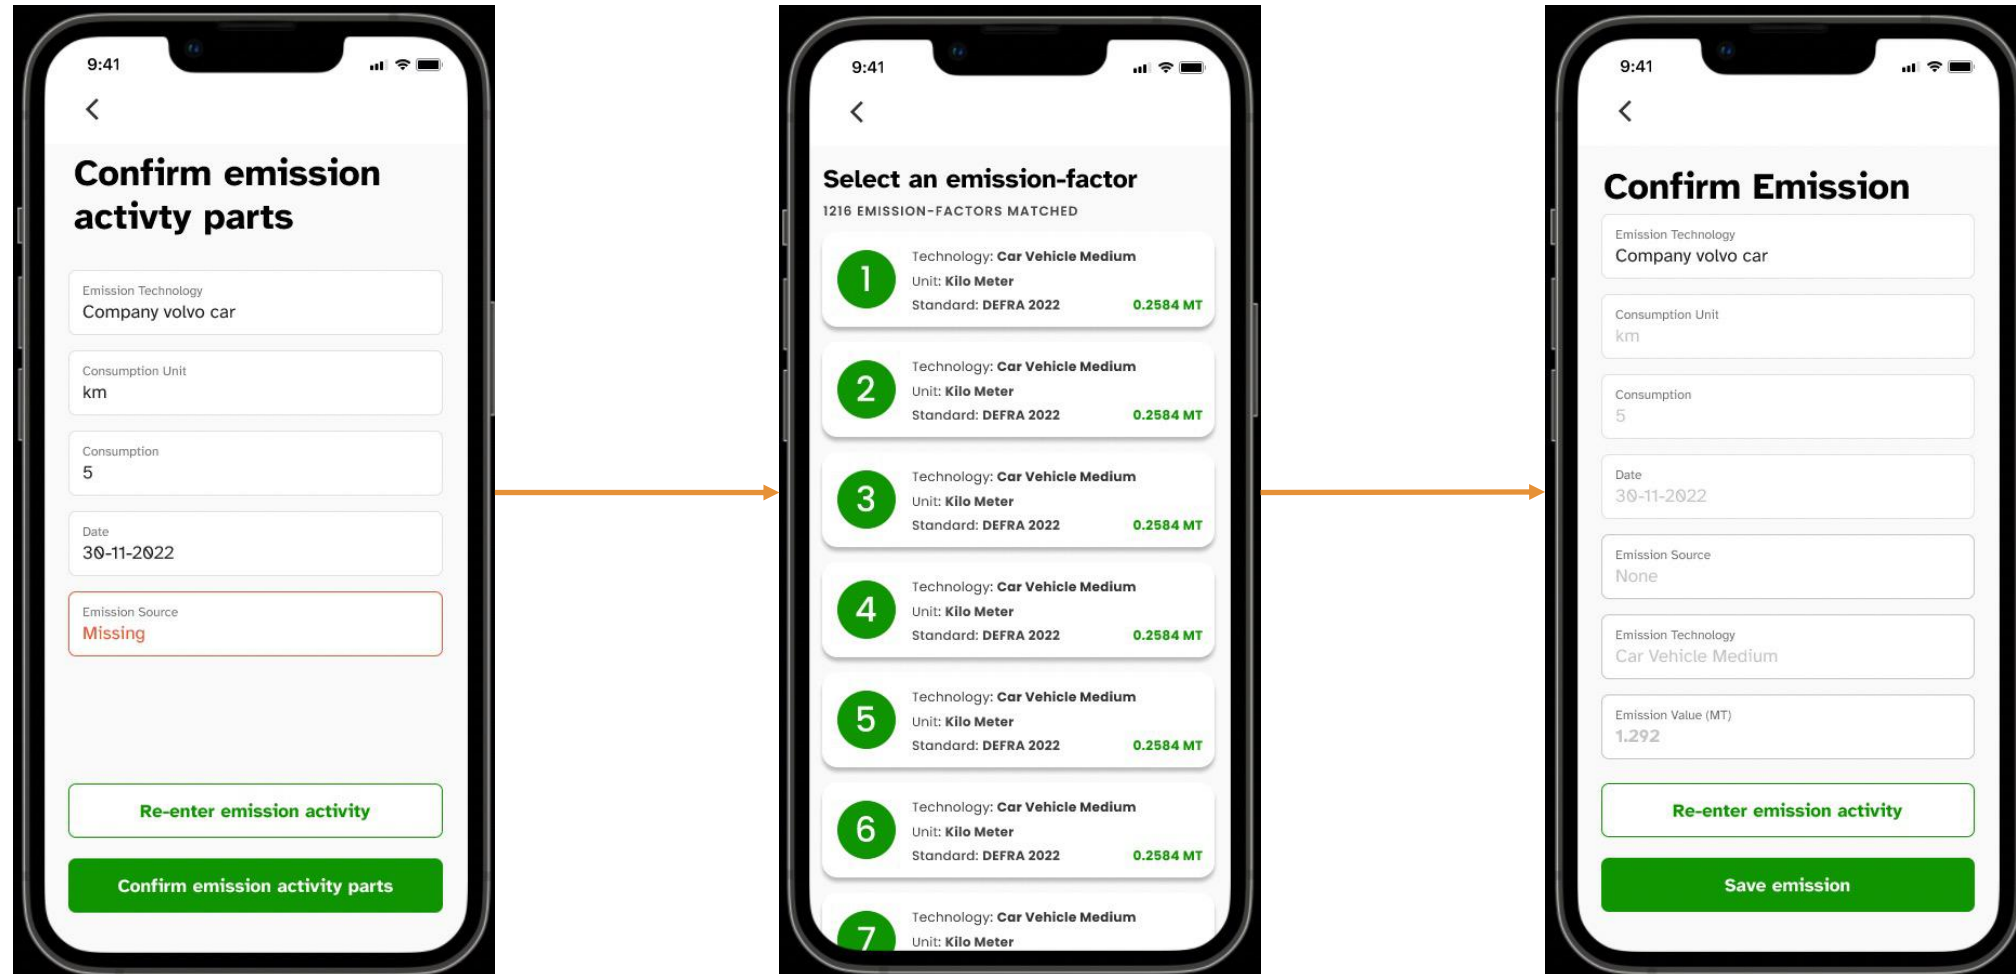 9:41
Confirm emission
activty parts
Emission Technology
Company volvo car
Consumption Unit
km
Consumption
5
Date
30-11-2022
Emission Source
Missing
Re-enter emission activity
Confirm emission activity parts
9:41
Select an emission-factor
1216 EMISSION-FACTORS MATCHED
1
Technology: Car Vehicle Medium
Unit: Kilo Meter
Standard: DEFRA 2022 0.2584 MT
2
Technology: Car Vehicle Medium
Unit: Kilo Meter
Standard: DEFRA 2022 0.2584 MT
3
Technology: Car Vehicle Medium
Unit: Kilo Meter
Standard: DEFRA 2022 0.2584 MT
4
Technology: Car Vehicle Medium
Unit: Kilo Meter
Standard: DEFRA 2022 0.2584 MT
5
Technology: Car Vehicle Medium
Unit: Kilo Meter
Standard: DEFRA 2022 0.2584 MT
6
Technology: Car Vehicle Medium
Unit: Kilo Meter
Standard: DEFRA 2022 0.2584 MT
7
Technology: Car Vehicle Medium
Unit: Kilo Meter
9:41
Confirm Emission
Emission Technology
Company volvo car
Consumption Unit
km
Consumption
5
Date
30-11-2022
Emission Source
None
Emission Technology
Car Vehicle Medium
Emission Value (MT)
1.292
Re-enter emission activity
Save emission